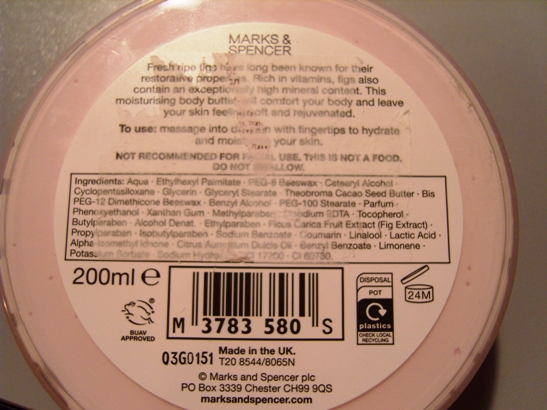 MARKS &
SPENCER
Fresh ripe figs have long been known for their
restorative properties. Rich in vitamins, figs also
contain an exceptionally high mineral content. This
moisturising body butter will comfort your body and leave
your skin feeling soft and rejuvenated.
To use: massage into with fingertips to hydrate
and your skin.
NOT RECOMMENDED FOR FACIAL USE. THIS IS NOT A FOOD.
DO NOT SWALLOW.
Ingredients: Aqua · Ethylhexyl Palmitate · PEG-8 Beeswax · Cetearyl Alcohol ·
Cyclopentasiloxane · Glycerin · Glyceryl Stearate · Theobroma Cacao Seed Butter · Bis
PEG-12 Dimethicone Beeswax · Benzyl Alcohol · PEG-100 Stearate · Parfum ·
Phenoxyethanol · Xanthan Gum · Methylparaben · Disodium EDTA · Tocopherol ·
Butylparaben · Alcohol Denat. · Ethylparaben · Ficus Carica Fruit Extract (Fig Extract) ·
Propylparaben · Isobutylparaben · Sodium Benzoate · Coumarin · Linalool · Lactic Acid ·
Alpha-Isomethyl Ionone · Citrus Aurantium Dulcis Oil · Benzyl Benzoate · Limonene ·
Potassium Sorbate · Sodium · CI 17200 · CI 60730.
200ml e
BUAV
APPROVED
M 3783 580 S
DISPOSAL
POT
plastics
CHECK LOCAL
RECYCLING
24M
03G0151
Made in the UK.
T20 8544/8065N
© Marks and Spencer plc
PO Box 3339 Chester CH99 9QS
marksandspencer.com